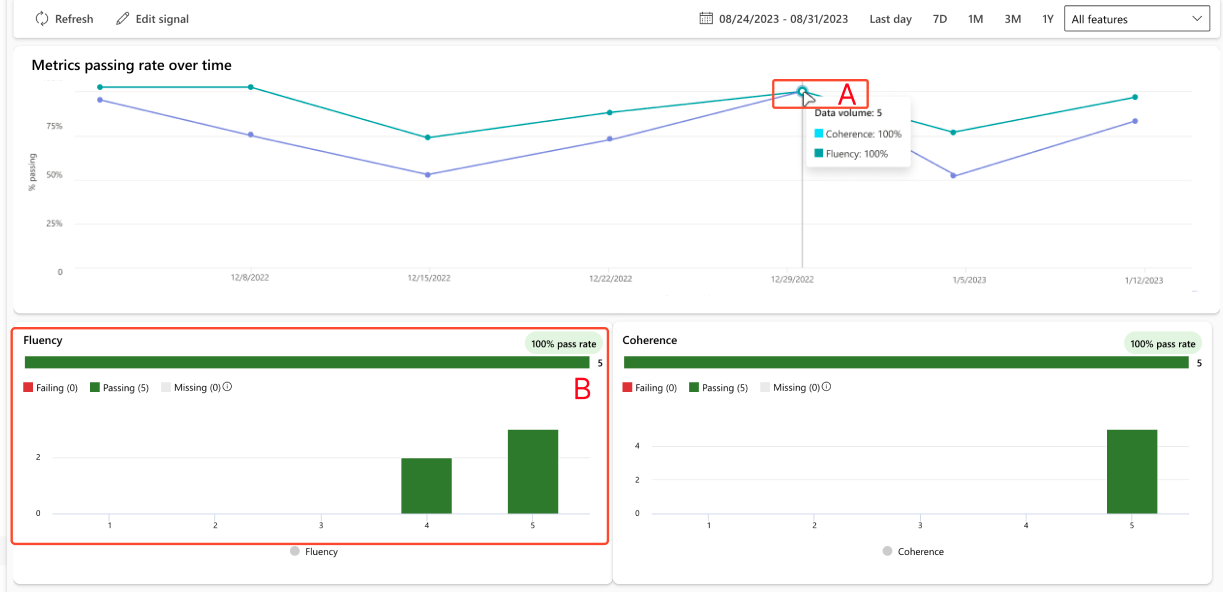 Refresh Edit signal 08/24/2023 - 08/31/2023 Last day 7D 1M 3M 1Y All features
Metrics passing rate over time
A
Data volume: 5
Coherence: 100%
Fluency: 100%
% passing
75%
50%
25%
0
12/8/2022 12/15/2022 12/22/2022 12/29/2022 1/5/2023 1/12/2023
Fluency
100% pass rate
5
Failing (0) Passing (5) Missing (0)
B
2
0
1 2 3 4 5
Fluency
Coherence
100% pass rate
5
Failing (0) Passing (5) Missing (0)
4
2
0
1 2 3 4 5
Coherence